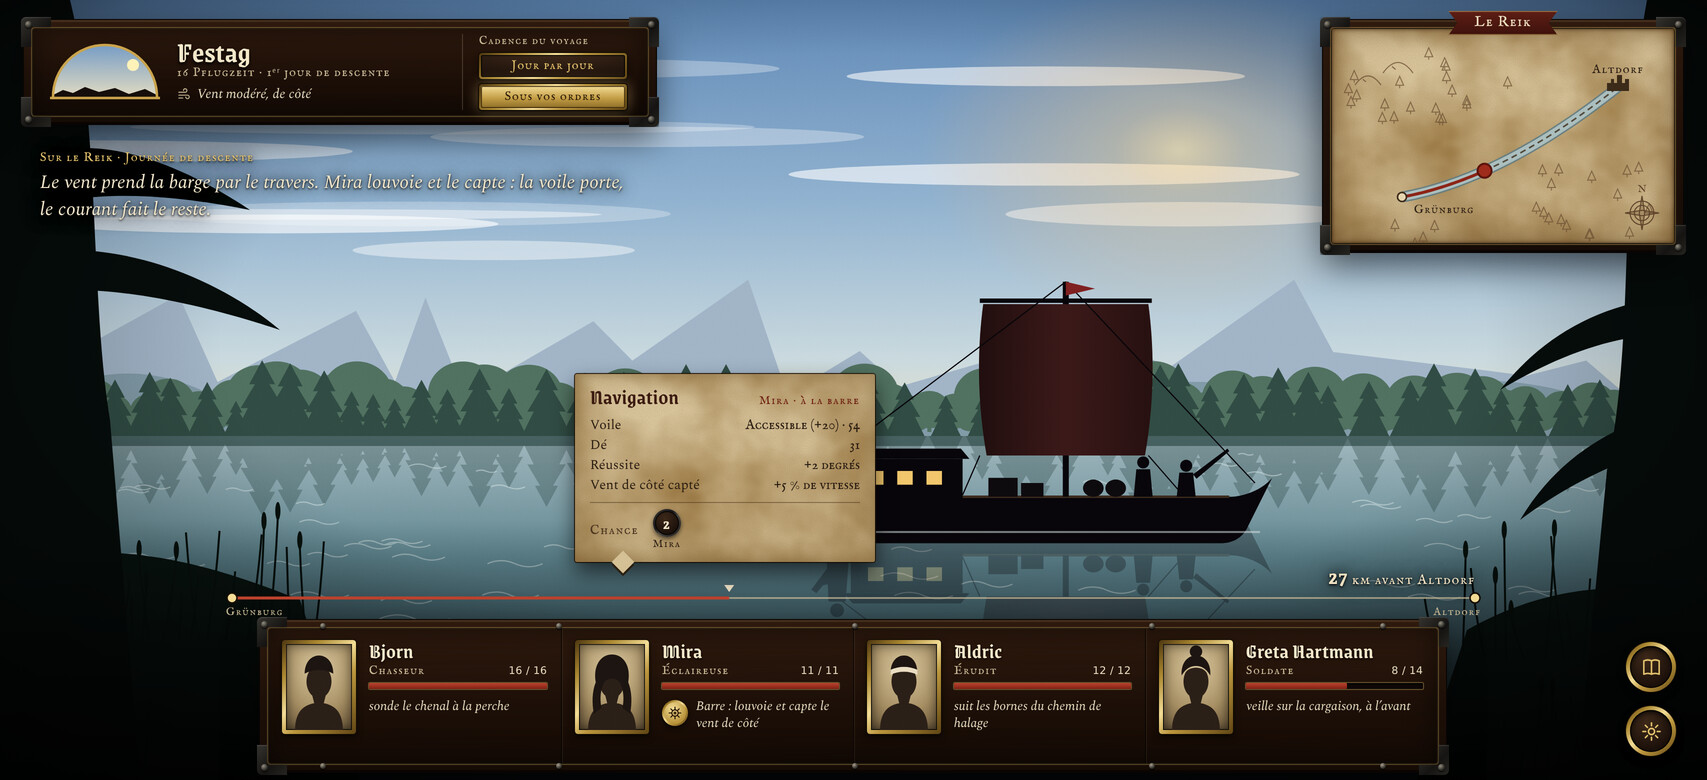 Festag
16 Pflugzeit · 1er jour de descente
Vent modéré, de côté
Cadence du voyage
Jour par jour
Sous vos ordres
Sur le Reik · Journée de descente
Le vent prend la barge par le travers. Mira louvoie et le capte : la voile porte,
le courant fait le reste.
Le Reik
Altdorf
Grünburg
N
Navigation
Mira · à la barre
Voile Accessible (+20) · 54
Dé 31
Réussite +2 degrés
Vent de côté capté +5 % de vitesse
Chance 2
Mira
27 km avant Altdorf
Grünburg
Altdorf
Bjorn
Chasseur 16 / 16
sonde le chenal à la perche
Mira
Éclaireuse 11 / 11
Barre : louvoie et capte le
vent de côté
Aldric
Érudit 12 / 12
suit les bornes du chemin de
halage
Greta Hartmann
Soldate 8 / 14
veille sur la cargaison, à l'avant